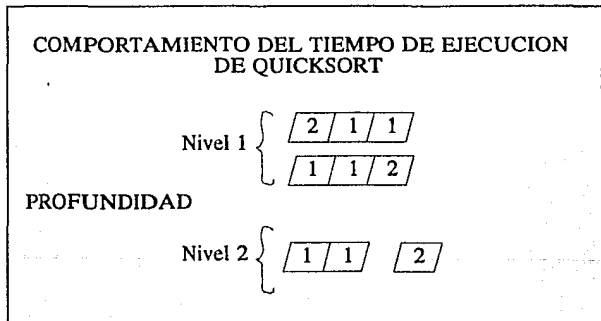 COMPORTAMIENTO DEL TIEMPO DE EJECUCION
DE QUICKSORT
Nivel 1
2 1 1
1 1 2
PROFUNDIDAD
Nivel 2
1 1 2